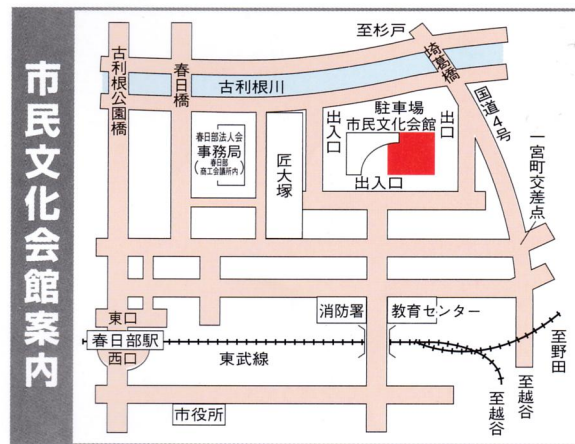 市民文化会館案内
至杉戸
古利根公園橋
春日橋
古利根川
埼葛橋
国道4号
春日部法人会
事務局
(春日部
商工会議所内)
匠大塚
出入口
駐車場
市民文化会館
出口
出入口
一宮町交差点
東口
春日部駅
西口
消防署
教育センター
東武線
至野田
至越谷
至越谷
市役所